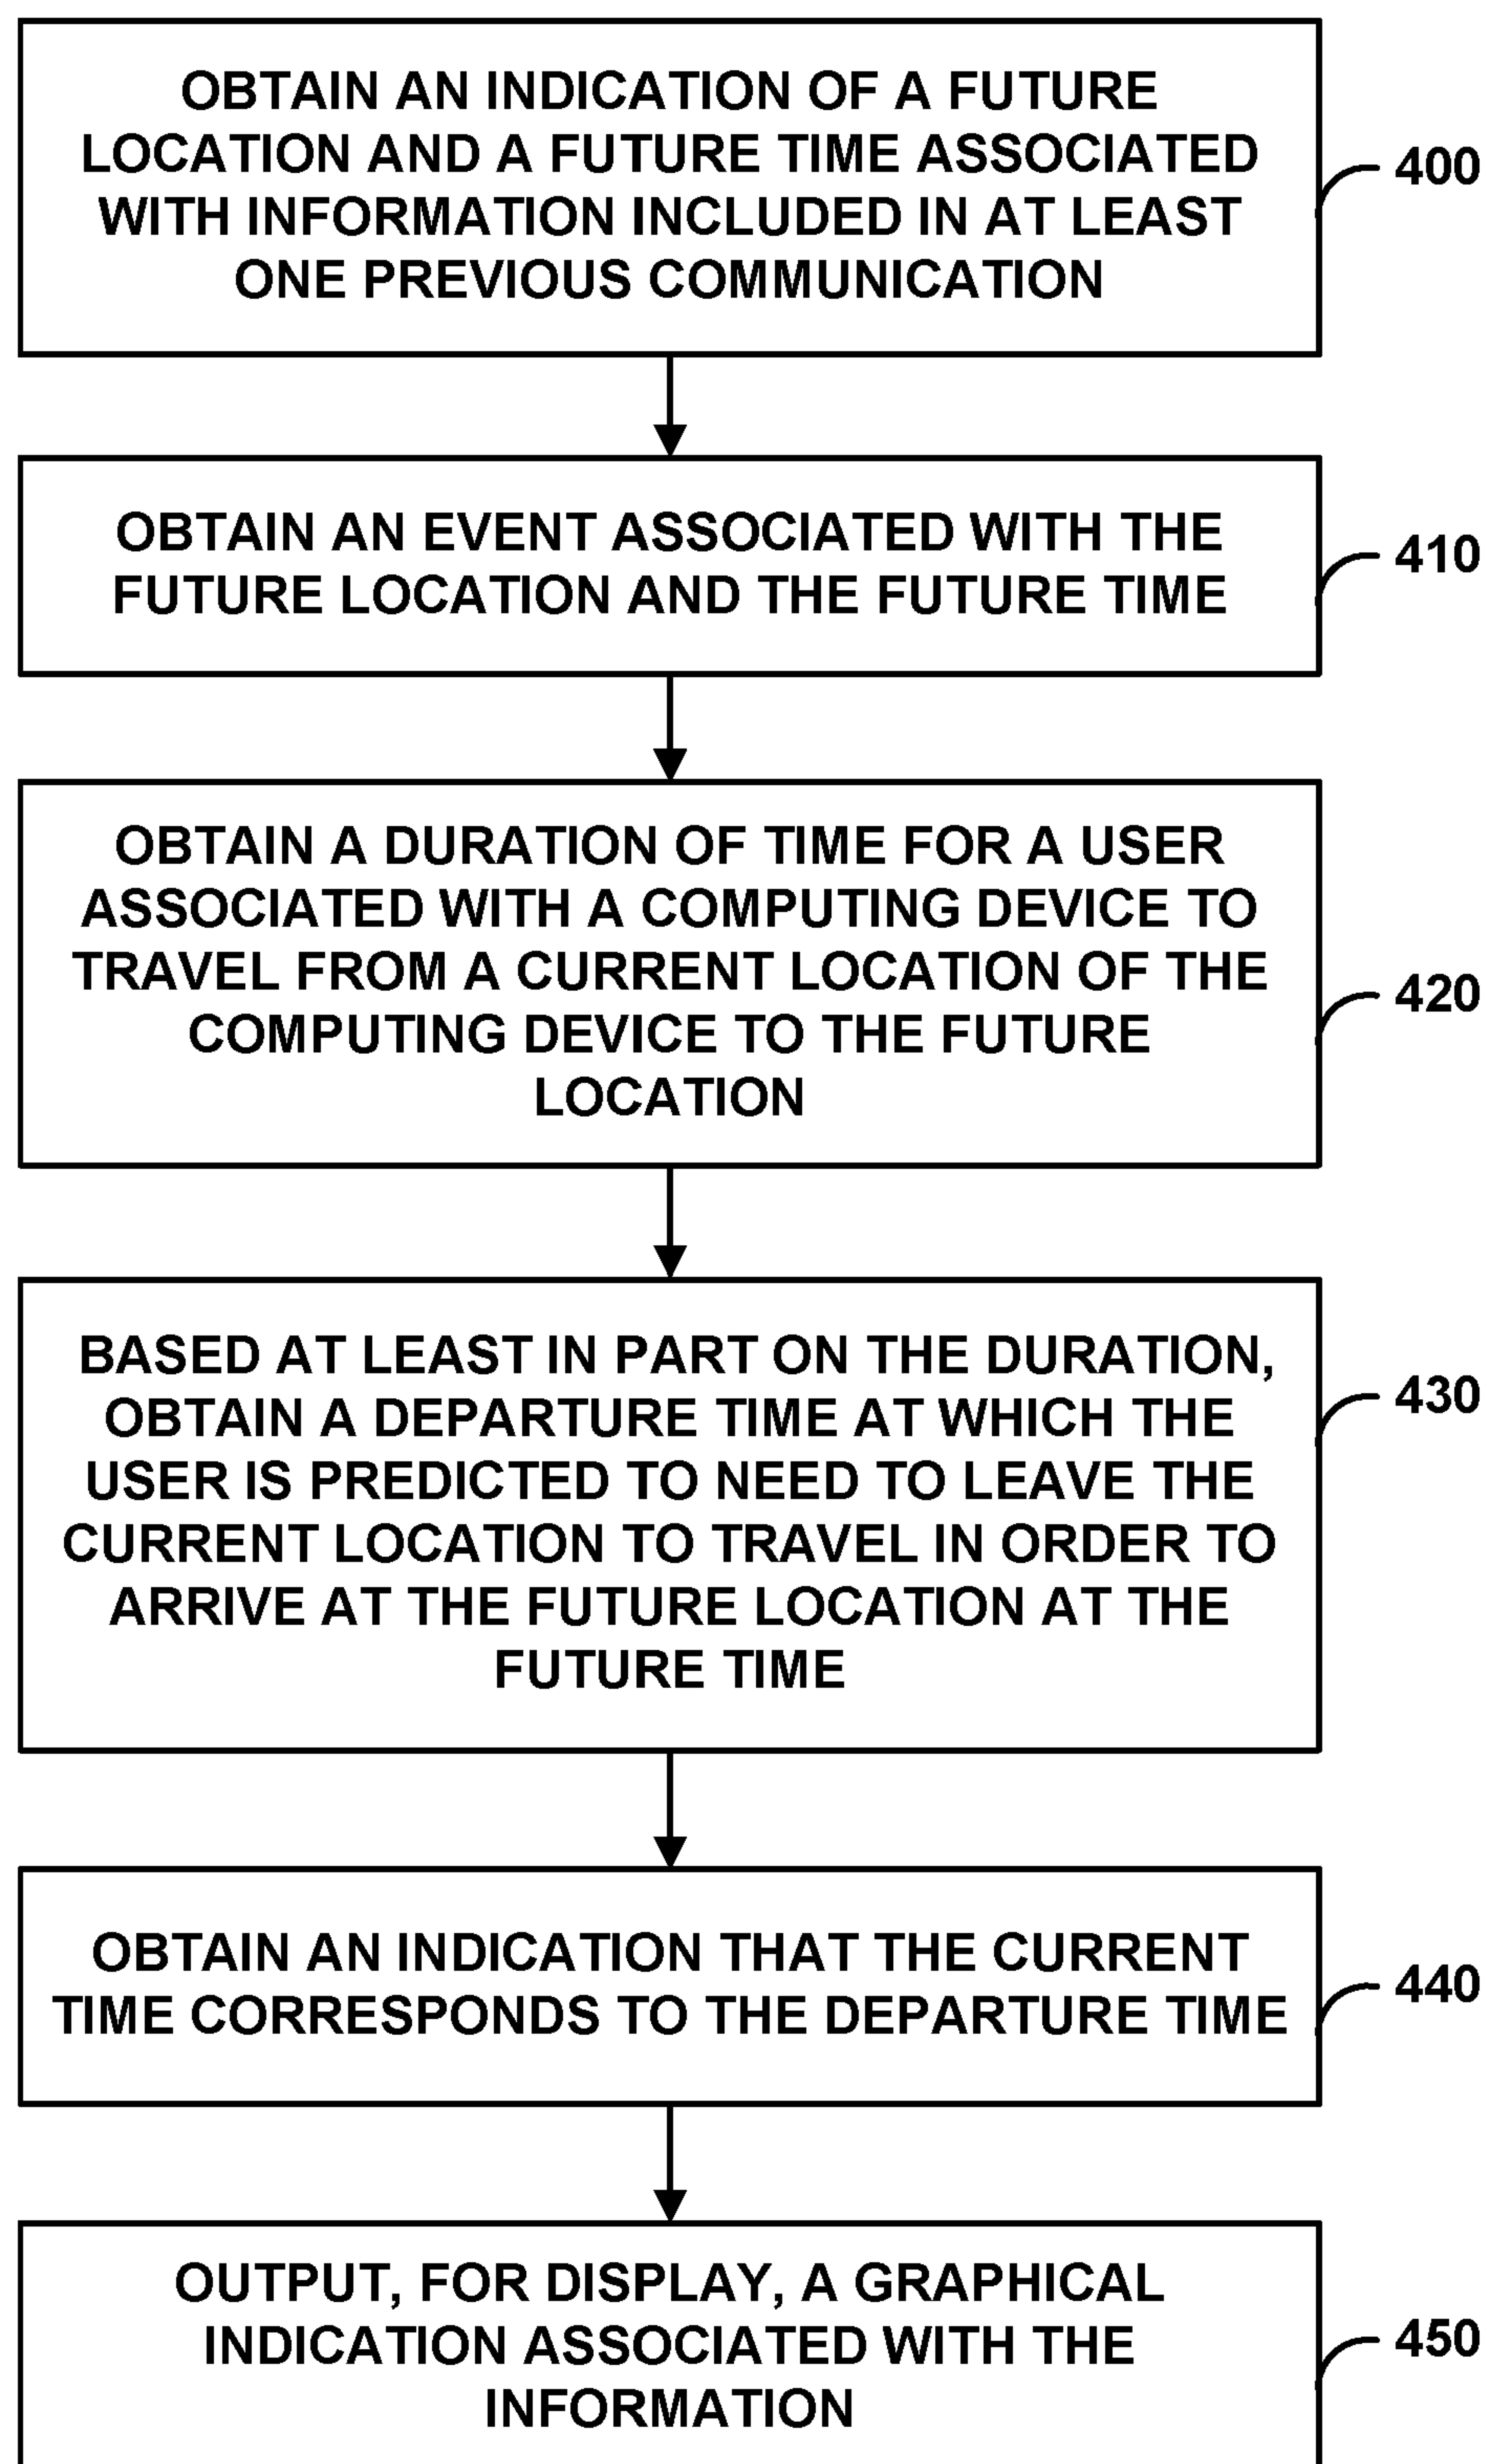 OBTAIN AN INDICATION OF A FUTURE
LOCATION AND A FUTURE TIME ASSOCIATED
WITH INFORMATION INCLUDED IN AT LEAST
ONE PREVIOUS COMMUNICATION
400
OBTAIN AN EVENT ASSOCIATED WITH THE
FUTURE LOCATION AND THE FUTURE TIME
410
OBTAIN A DURATION OF TIME FOR A USER
ASSOCIATED WITH A COMPUTING DEVICE TO
TRAVEL FROM A CURRENT LOCATION OF THE
COMPUTING DEVICE TO THE FUTURE
LOCATION
420
BASED AT LEAST IN PART ON THE DURATION,
OBTAIN A DEPARTURE TIME AT WHICH THE
USER IS PREDICTED TO NEED TO LEAVE THE
CURRENT LOCATION TO TRAVEL IN ORDER TO
ARRIVE AT THE FUTURE LOCATION AT THE
FUTURE TIME
430
OBTAIN AN INDICATION THAT THE CURRENT
TIME CORRESPONDS TO THE DEPARTURE TIME
440
OUTPUT, FOR DISPLAY, A GRAPHICAL
INDICATION ASSOCIATED WITH THE
INFORMATION
450